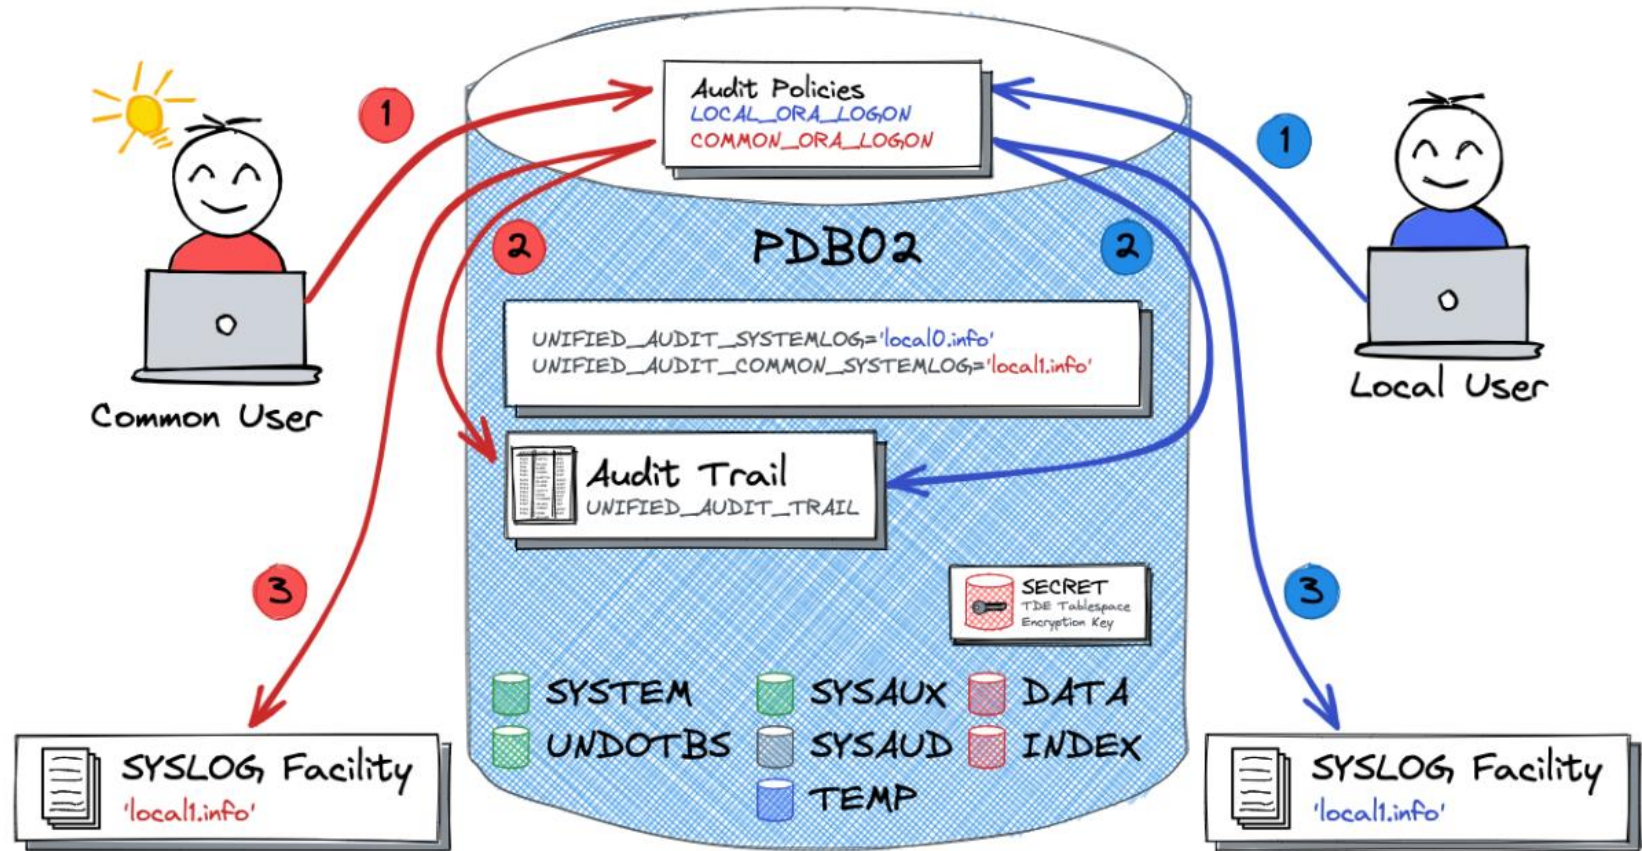 Audit Policies
LOCAL_ORA_LOGON
COMMON_ORA_LOGON
1
1
2
PDB02
2
UNIFIED_AUDIT_SYSTEMLOG='local0.info'
UNIFIED_AUDIT_COMMON_SYSTEMLOG='local1.info'
Common User
Local User
Audit Trail
UNIFIED_AUDIT_TRAIL
3
SECRET
TDE Tablespace
Encryption Key
3
SYSTEM
SYSAUX
DATA
UNDOTBS
SYSAUD
INDEX
TEMP
SYSLOG Facility
'local1.info'
SYSLOG Facility
'local1.info'